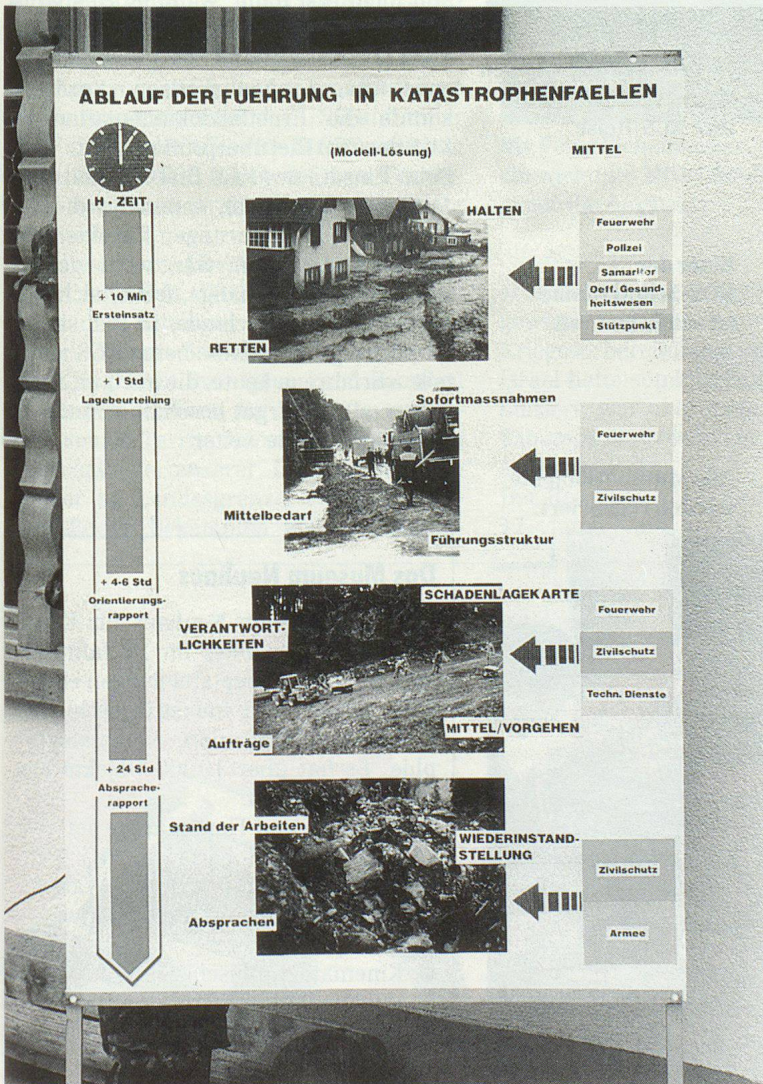 ABLAUF DER FUEHRUNG IN KATASTROPHENFAELLEN
(Modell-Lösung)
MITTEL
H - ZEIT
HALTEN
RETTEN
Feuerwehr
Polizei
Samariter
Oeff. Gesund-
heitswesen
Stützpunkt
+ 10 Min
Ersteinsatz
+ 1 Std
Lagebeurteilung
Sofortmassnahmen
Mittelbedarf
Führungsstruktur
Feuerwehr
Zivilschutz
+ 4-6 Std
Orientierungs-
rapport
SCHADENLAGEKARTE
VERANTWORT-
LICHKEITEN
Aufträge
MITTEL/VORGEHEN
Feuerwehr
Zivilschutz
Techn. Dienste
+ 24 Std
Absprache-
rapport
Stand der Arbeiten
WIEDERINSTAND-
STELLUNG
Absprachen
Zivilschutz
Armee